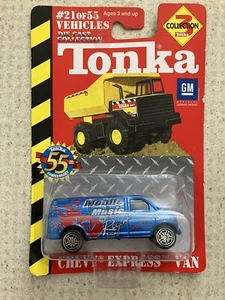 #21 of 55
VEHICLES
DIE CAST
COLLECTION
Ages 3 and up
COLLECTION
Tonka
GM
55
Mobile
Music
CHEVY EXPRESS VAN